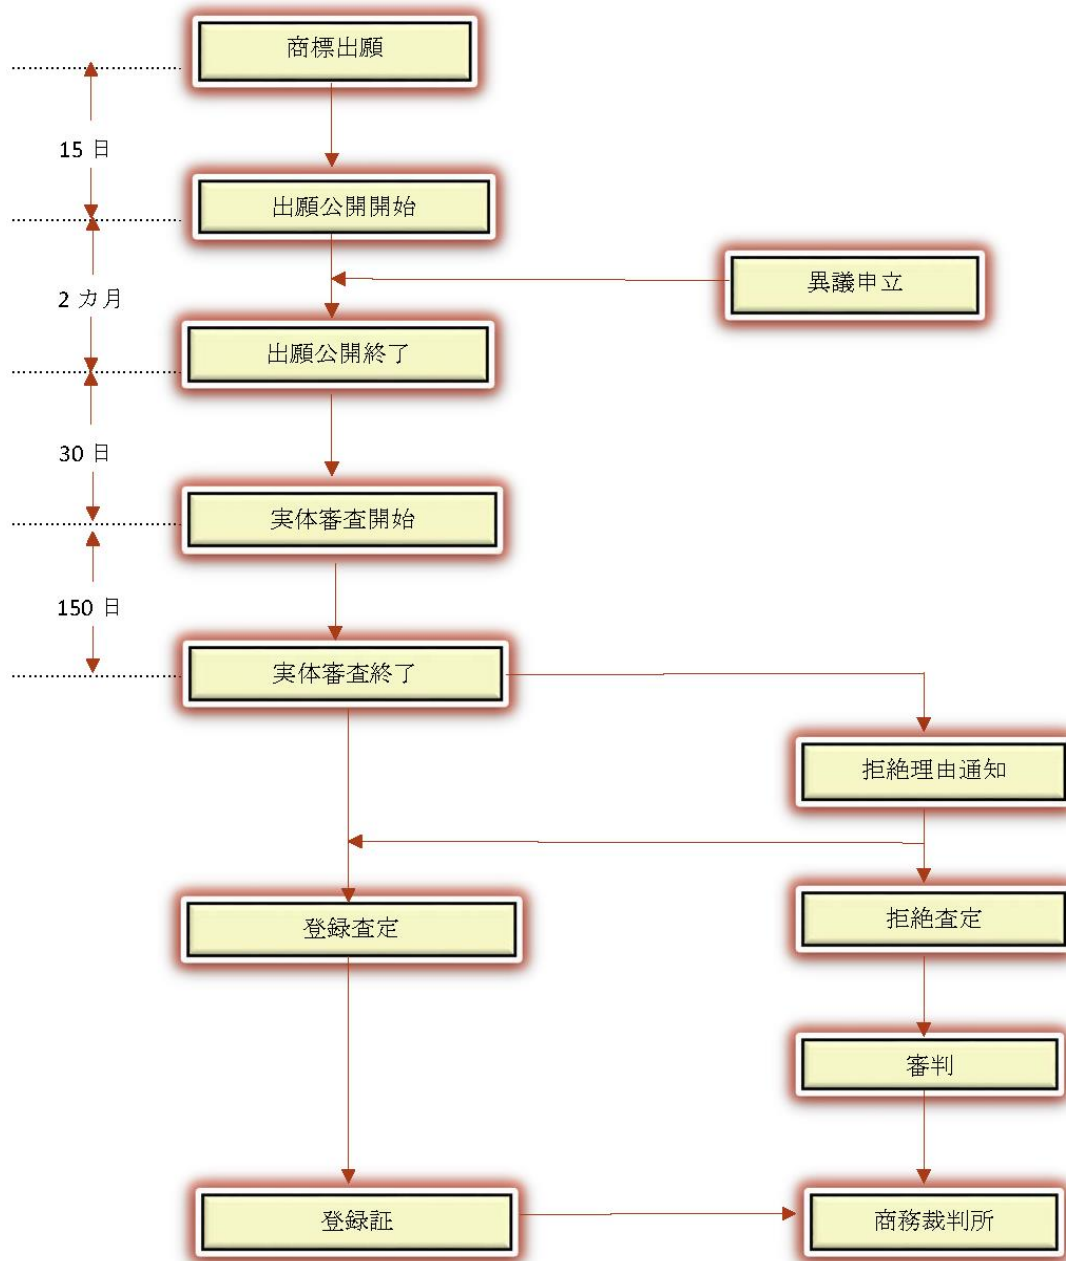 商標出願
15 日
出願公開開始
異議申立
2 カ月
出願公開終了
30 日
実体審査開始
150 日
実体審査終了
拒絶理由通知
登録査定
拒絶査定
審判
登録証
商務裁判所